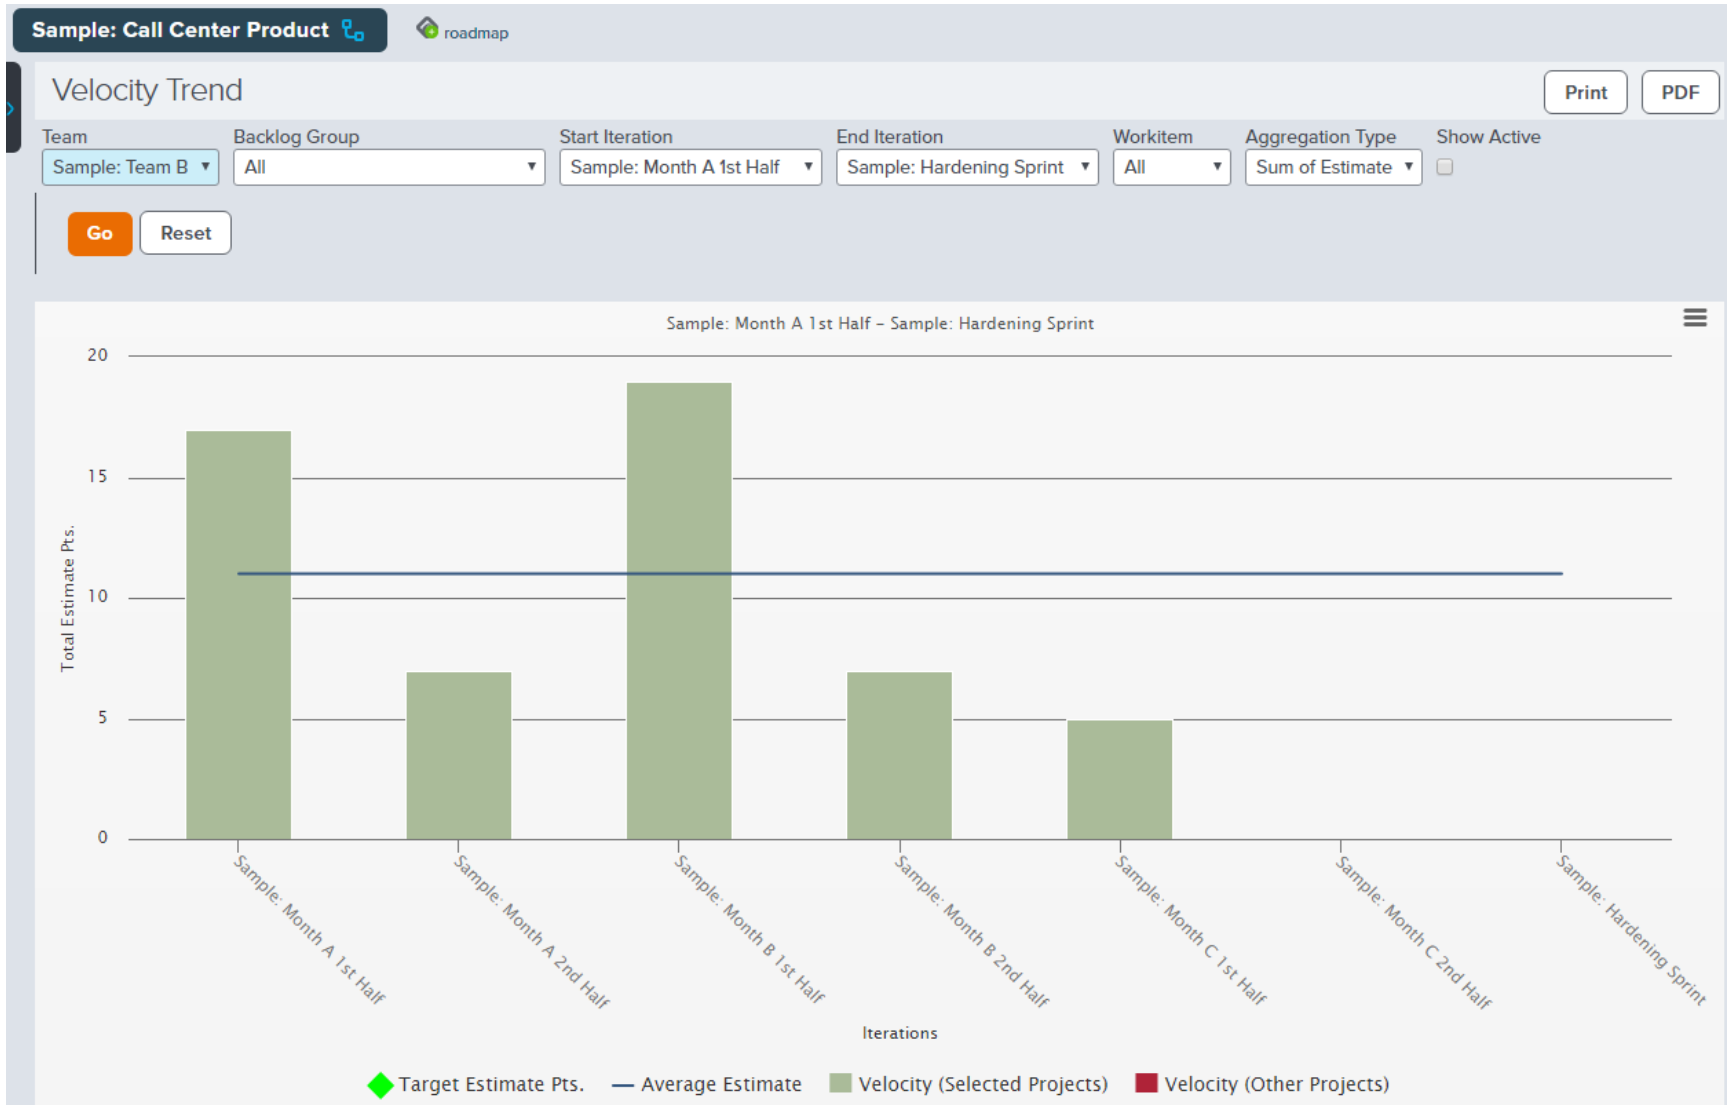 Sample: Call Center Product
roadmap
Velocity Trend
Print
PDF
Team
Backlog Group
Start Iteration
End Iteration
Workitem
Aggregation Type
Show Active
Sample: Team B
All
Sample: Month A 1st Half
Sample: Hardening Sprint
All
Sum of Estimate
Go
Reset
Sample: Month A 1st Half – Sample: Hardening Sprint
20
15
10
5
0
Total Estimate Pts.
Sample: Month A 1st Half
Sample: Month A 2nd Half
Sample: Month B 1st Half
Sample: Month B 2nd Half
Sample: Month C 1st Half
Sample: Month C 2nd Half
Sample: Hardening Sprint
Iterations
Target Estimate Pts.
Average Estimate
Velocity (Selected Projects)
Velocity (Other Projects)